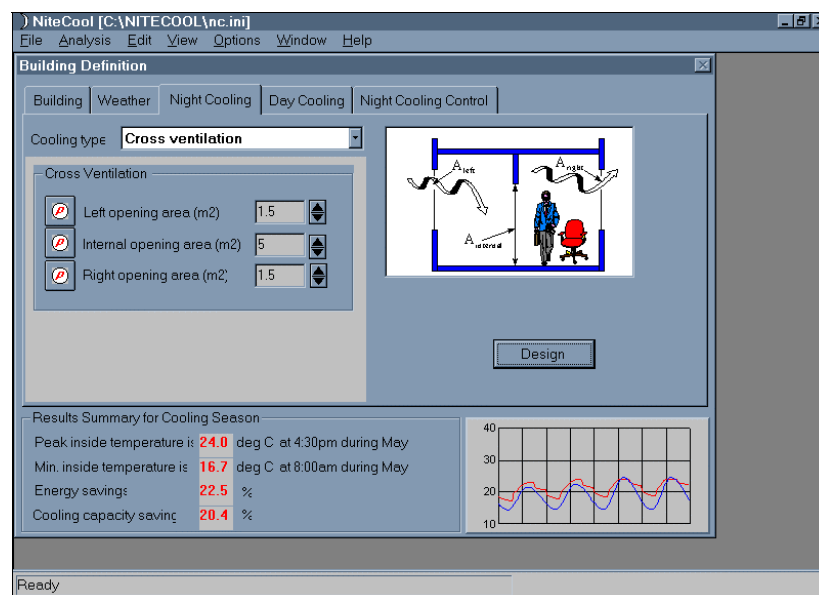 NiteCool [C:\NITECOOL\nc.ini]
File Analysis Edit View Options Window Help
Building Definition
Building Weather Night Cooling Day Cooling Night Cooling Control
Cooling type Cross ventilation
Cross Ventilation
P Left opening area (m2) 1.5
P Internal opening area (m2) 5
P Right opening area (m2) 1.5
A left
A right
A internal
Design
Results Summary for Cooling Season
Peak inside temperature is 24.0 deg C at 4:30pm during May
Min. inside temperature is 16.7 deg C at 8:00am during May
Energy savings 22.5 %
Cooling capacity saving 20.4 %
40
30
20
10
Ready